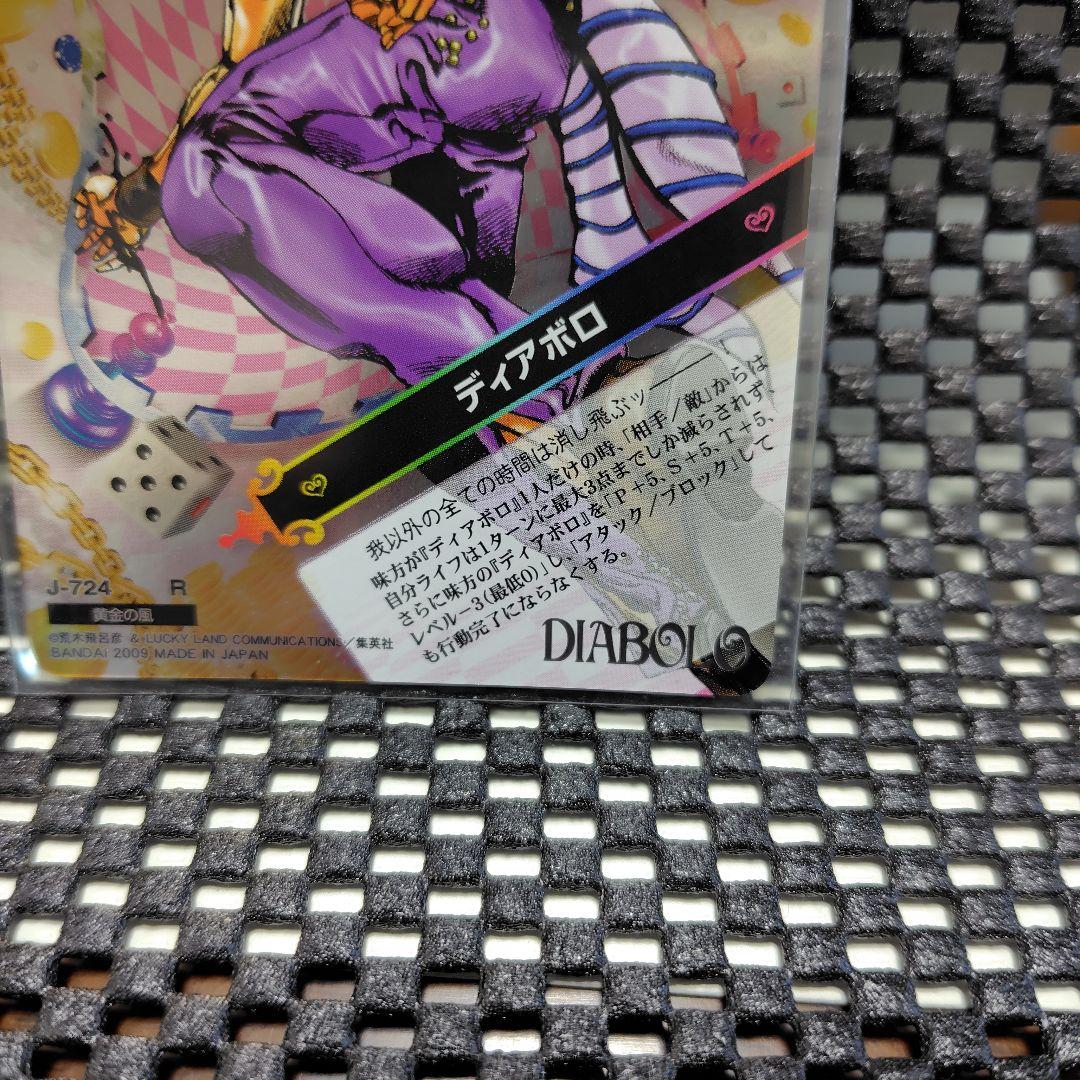 ディアボロ
我以外の全ての時間は消し飛ぶッ――――!
味方が『ディアボロ』1人だけの時、「相手/敵」からは
自分ライフは1ターンに最大3点までしか減らされず、
さらに味方の『ディアボロ』を「P+5、S+5、T+5、
レベル-3(最低0)」し、「アタック/ブロック」して
も行動完了にならなくする。
DIABOLO
J-724 R
黄金の風
©荒木飛呂彦 & LUCKY LAND COMMUNICATIONS/集英社
BANDAI 2009 MADE IN JAPAN